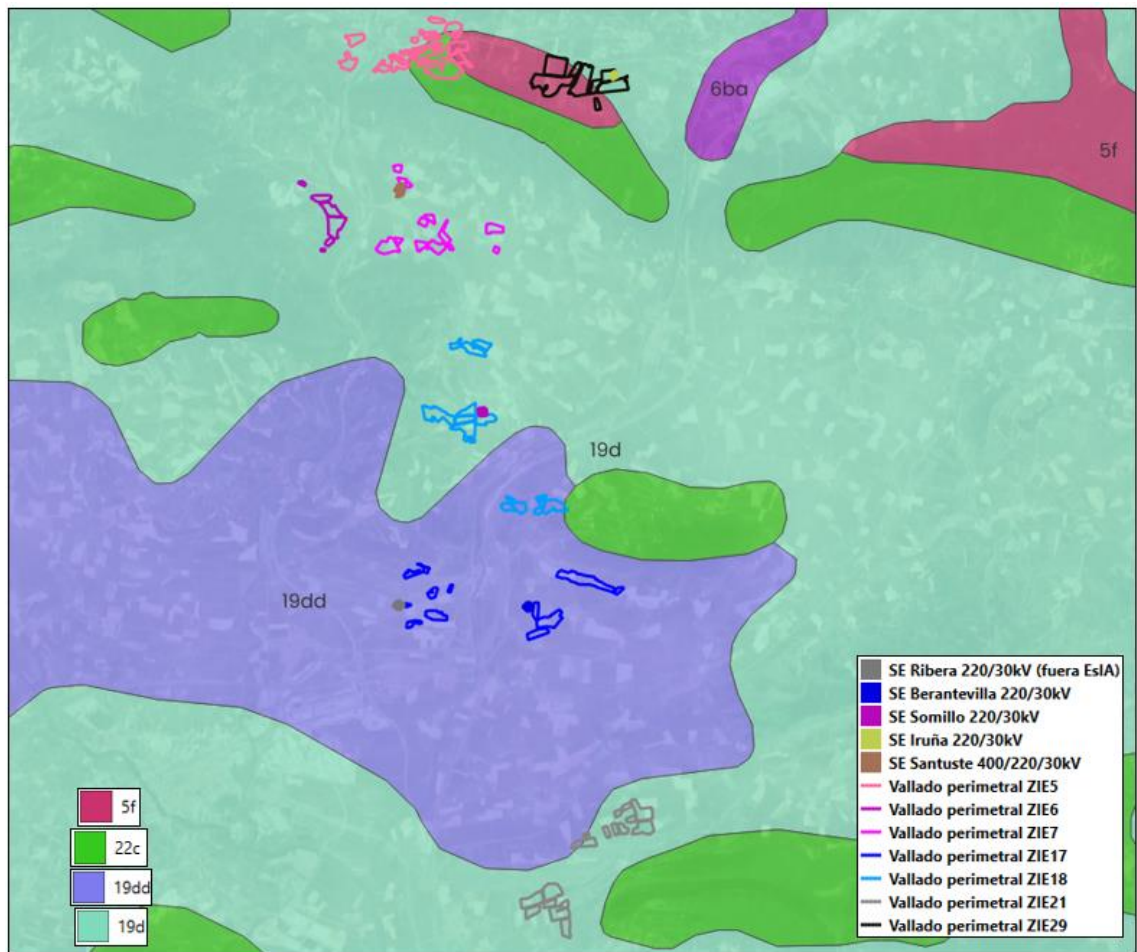 6ba
5f
19d
19dd
5f
22c
19dd
19d
SE Ribera 220/30kV (fuera EsIA)
SE Berantevilla 220/30kV
SE Somillo 220/30kV
SE Iruña 220/30kV
SE Santuste 400/220/30kV
Vallado perimetral ZIE5
Vallado perimetral ZIE6
Vallado perimetral ZIE7
Vallado perimetral ZIE17
Vallado perimetral ZIE18
Vallado perimetral ZIE21
Vallado perimetral ZIE29